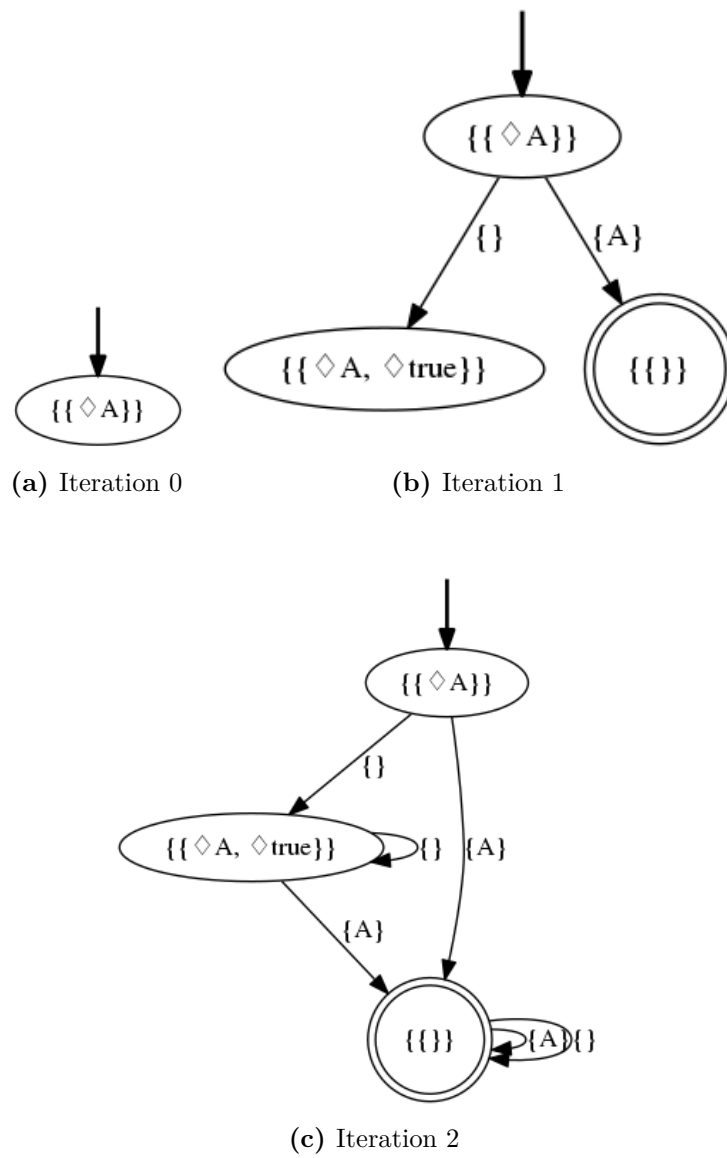 {{◇A}}
{}
{A}
{{◇A, ◇true}}
{{}}
{{◇A}}
(a) Iteration 0
(b) Iteration 1
{{◇A}}
{}
{{◇A, ◇true}}
{}
{A}
{A}
{{}}
{A}
{}
(c) Iteration 2